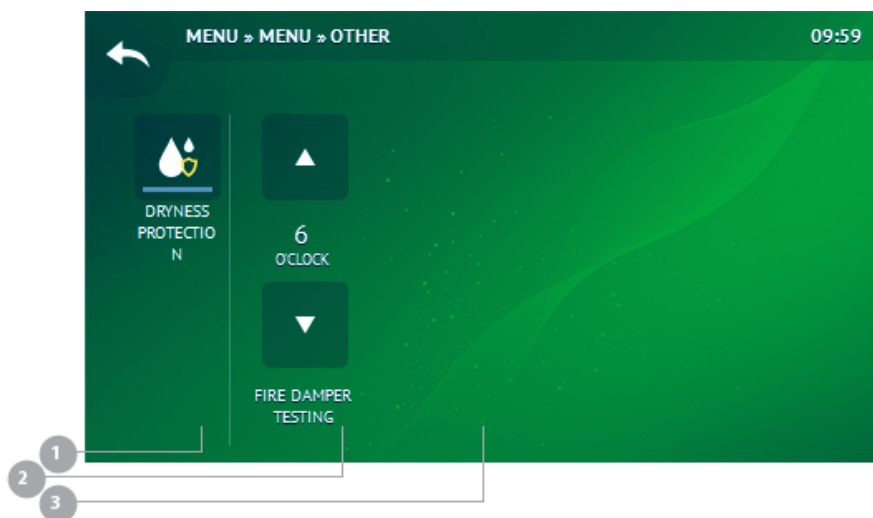 MENU » MENU » OTHER
09:59
DRYNESS
PROTECTIO
N
6
O'CLOCK
FIRE DAMPER
TESTING
1
2
3